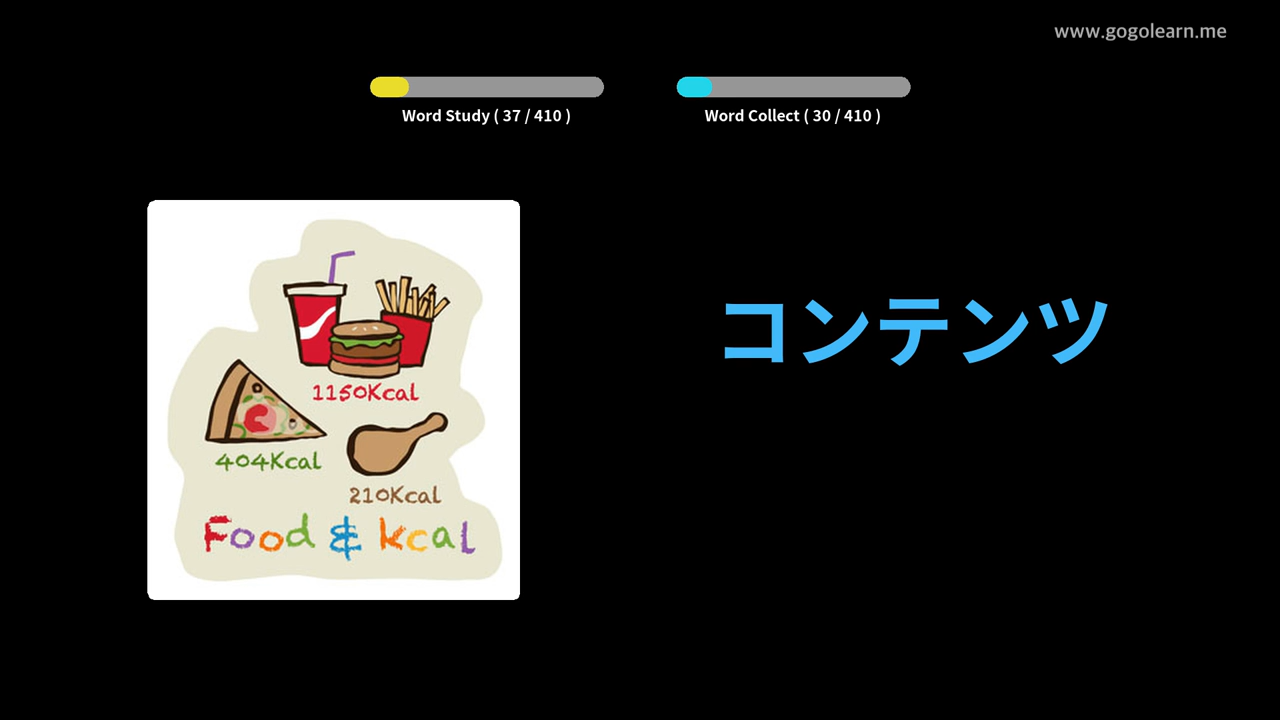 www.gogolearn.me
Word Study ( 37 / 410 )
Word Collect ( 30 / 410 )
コンテンツ
1150Kcal
404Kcal
210Kcal
Food & kcal